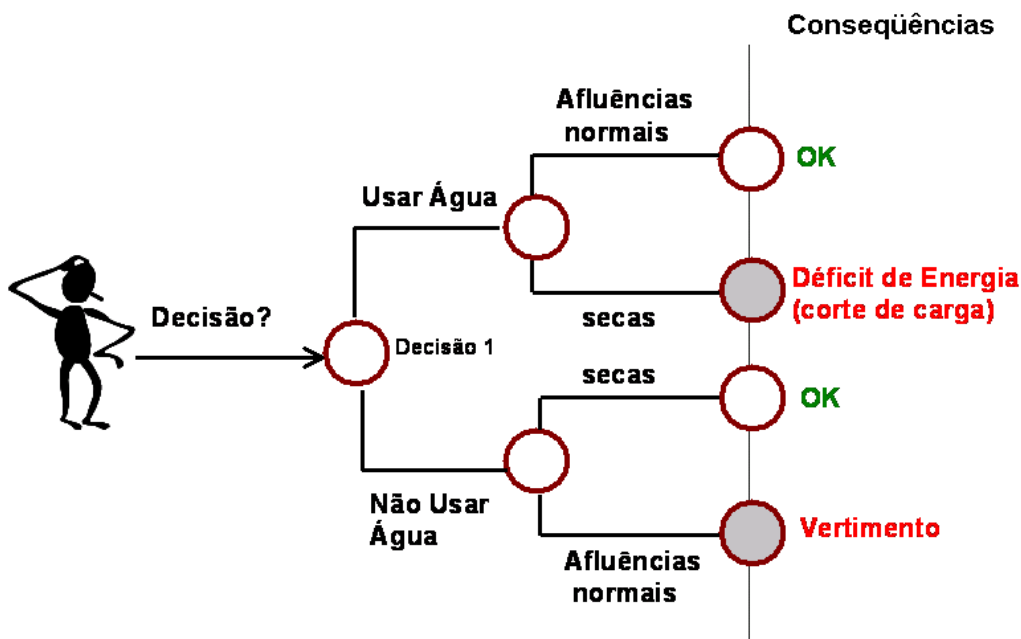 Conseqüências
Afluências
normais
OK
Usar Água
Déficit de Energia
(corte de carga)
secas
Decisão?
Decisão 1
secas
OK
Não Usar
Água
Vertimento
Afluências
normais